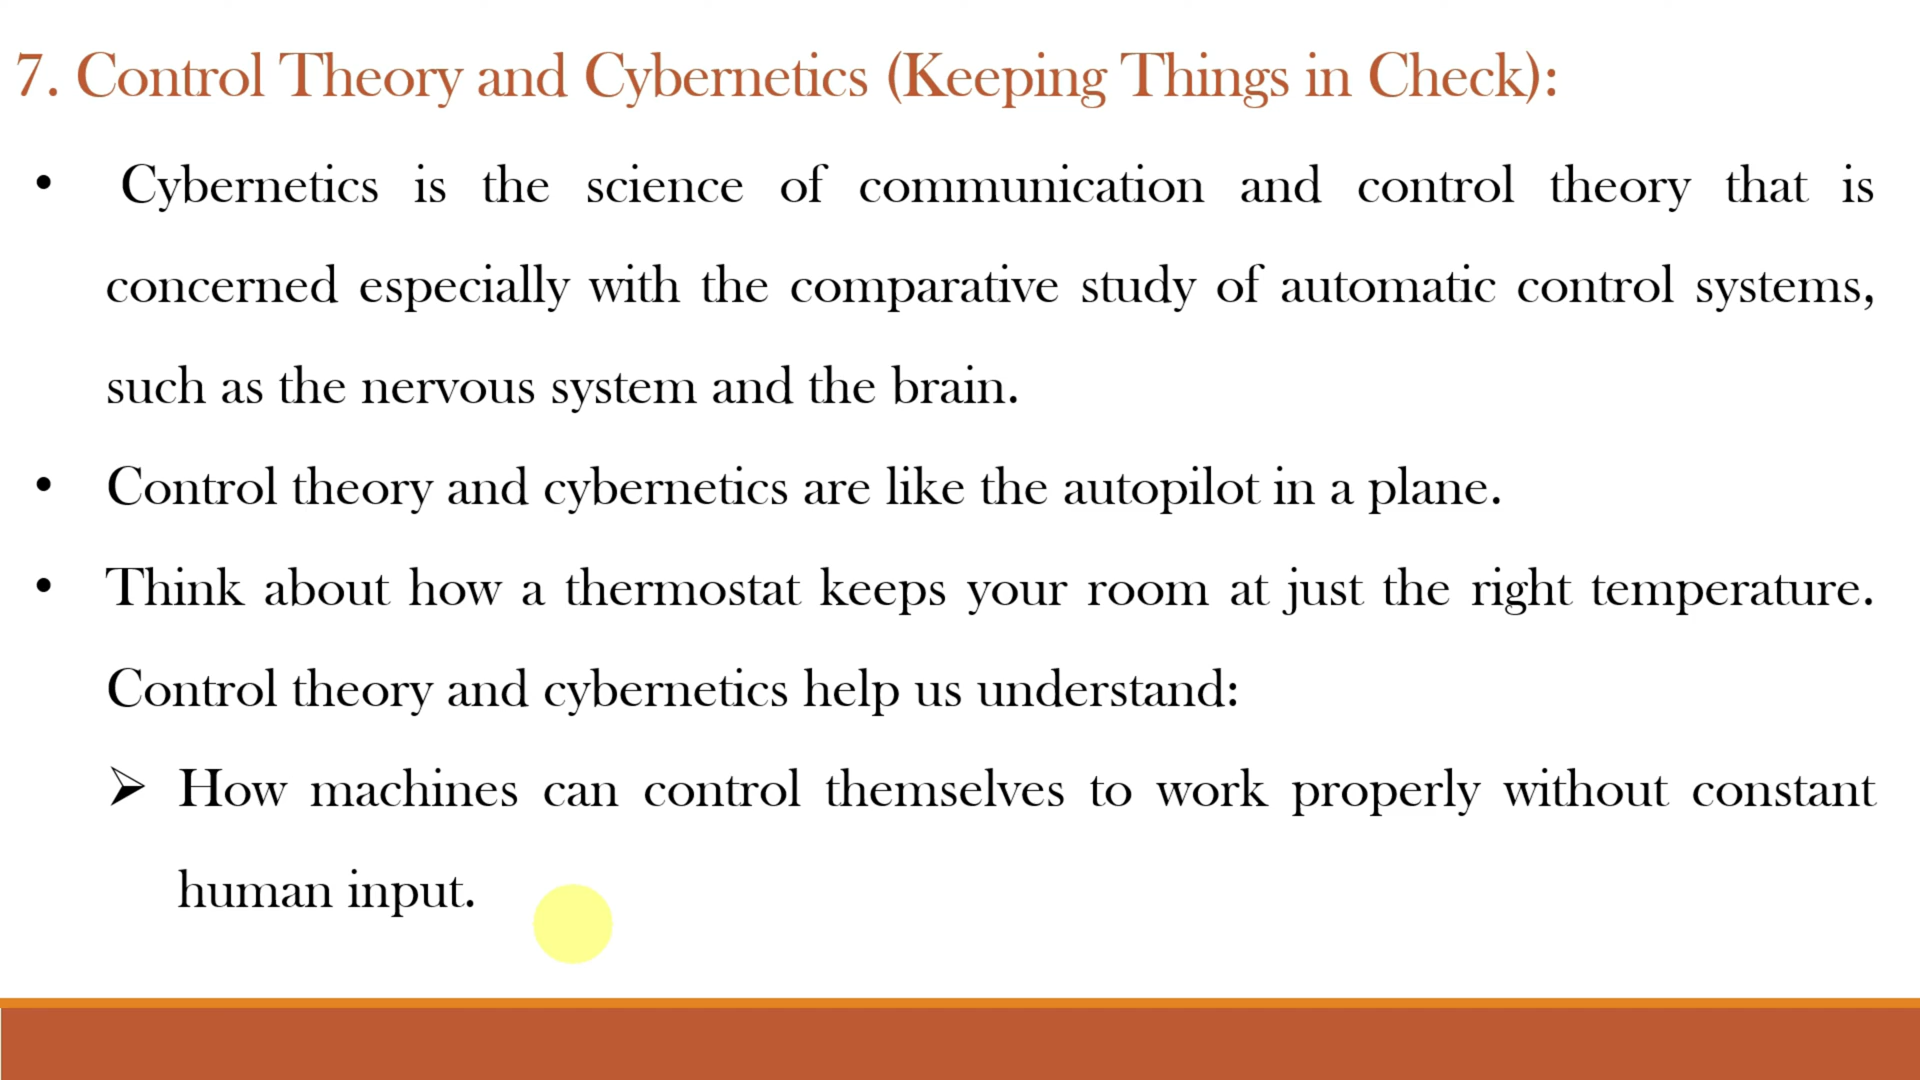 7. Control Theory and Cybernetics (Keeping Things in Check):
• Cybernetics is the science of communication and control theory that is
concerned especially with the comparative study of automatic control systems,
such as the nervous system and the brain.
• Control theory and cybernetics are like the autopilot in a plane.
• Think about how a thermostat keeps your room at just the right temperature.
Control theory and cybernetics help us understand:
➢ How machines can control themselves to work properly without constant
human input.